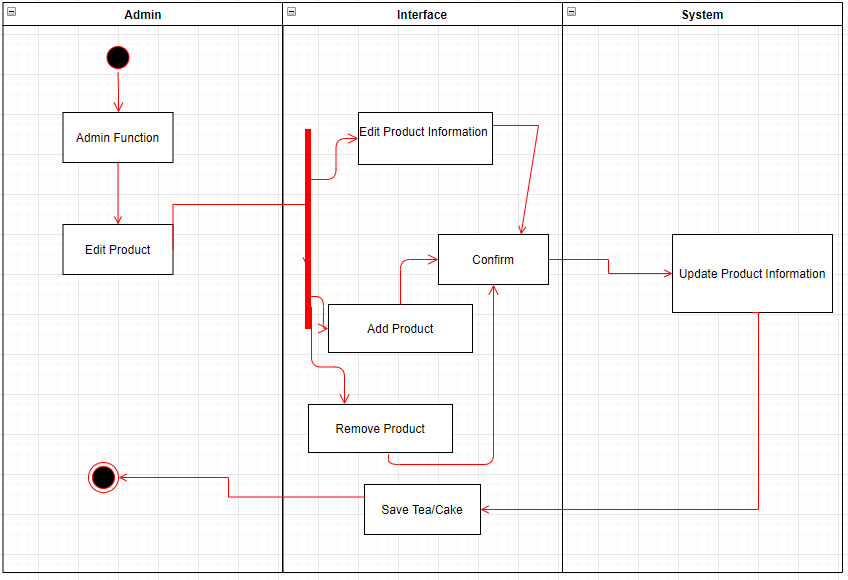 Admin
Interface
System
Admin Function
Edit Product Information
Edit Product
Confirm
Update Product Information
Add Product
Remove Product
Save Tea/Cake